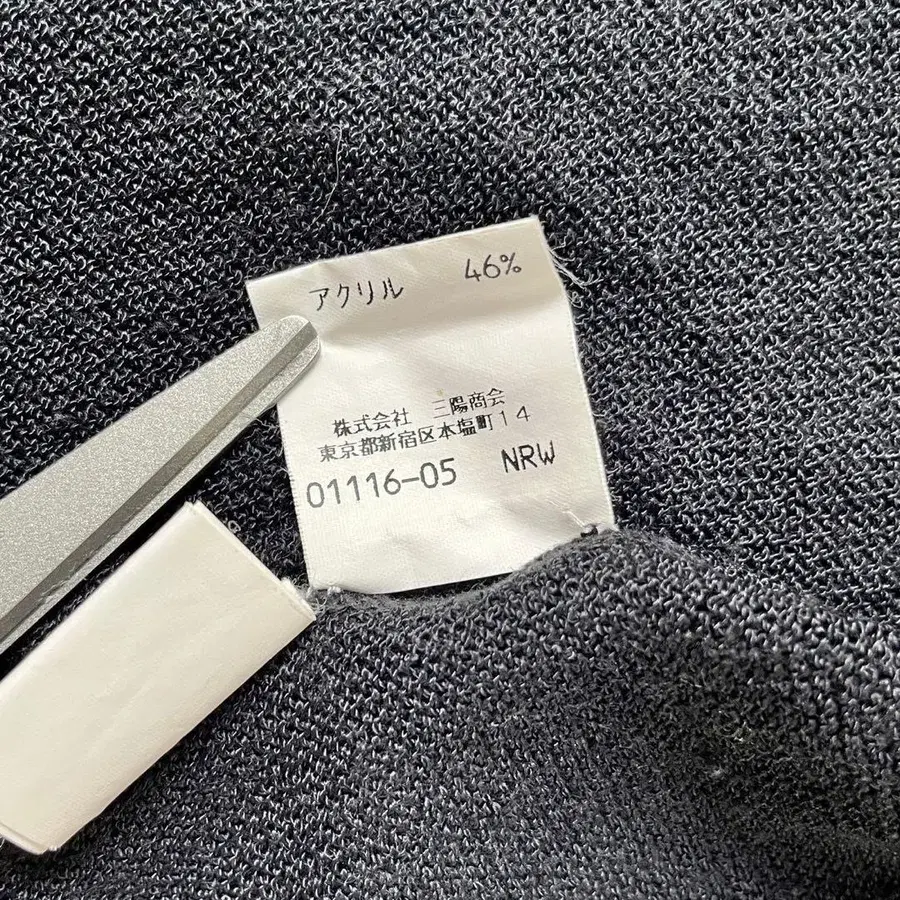 アクリル 46%
株式会社 三陽商会
東京都新宿区本塩町14
01116-05 NRW